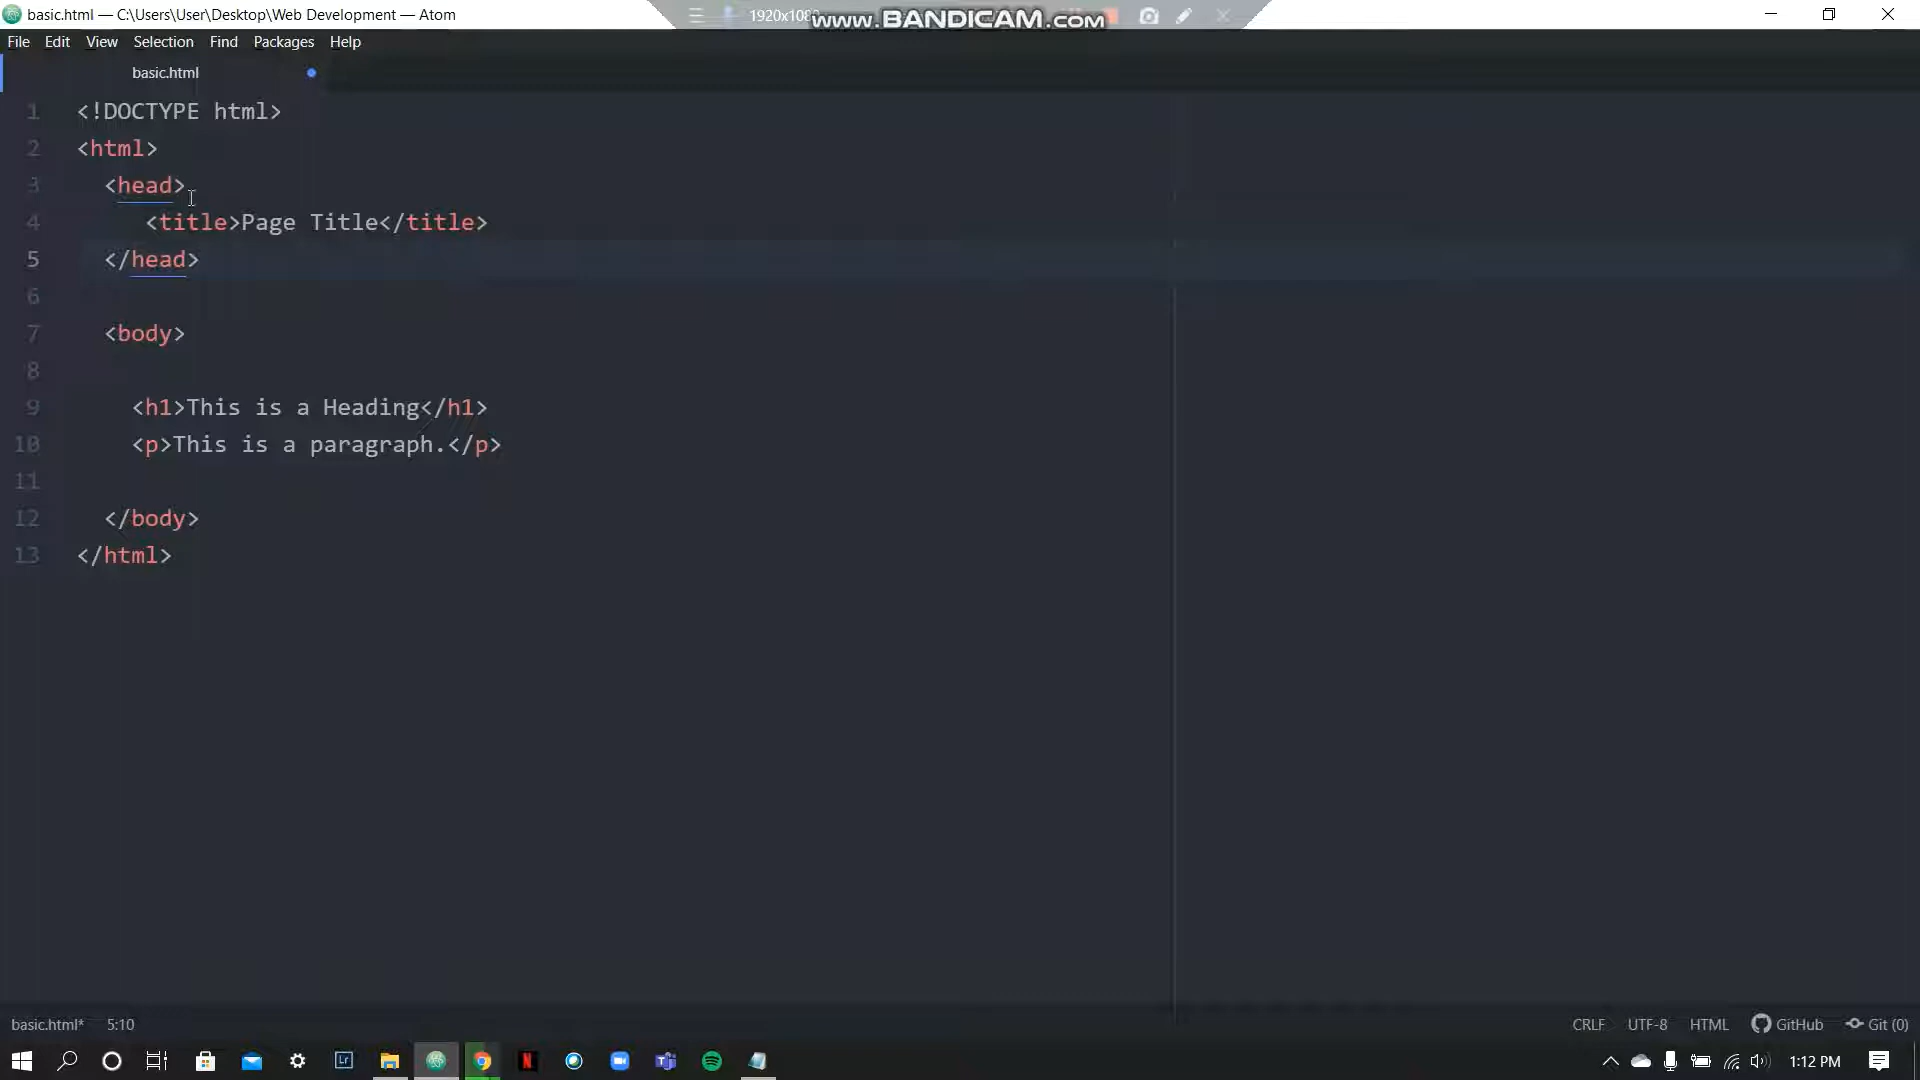 basic.html — C:\Users\User\Desktop\Web Development — Atom
www.BANDICAM.com
File Edit View Selection Find Packages Help
basic.html
1 <!DOCTYPE html>
2 <html>
3 <head>
4 <title>Page Title</title>
5 </head>
6
7 <body>
8
9 <h1>This is a Heading</h1>
10 <p>This is a paragraph.</p>
11
12 </body>
13 </html>
basic.html* 5:10 CRLF UTF-8 HTML GitHub Git (0)
Lr N 1:12 PM